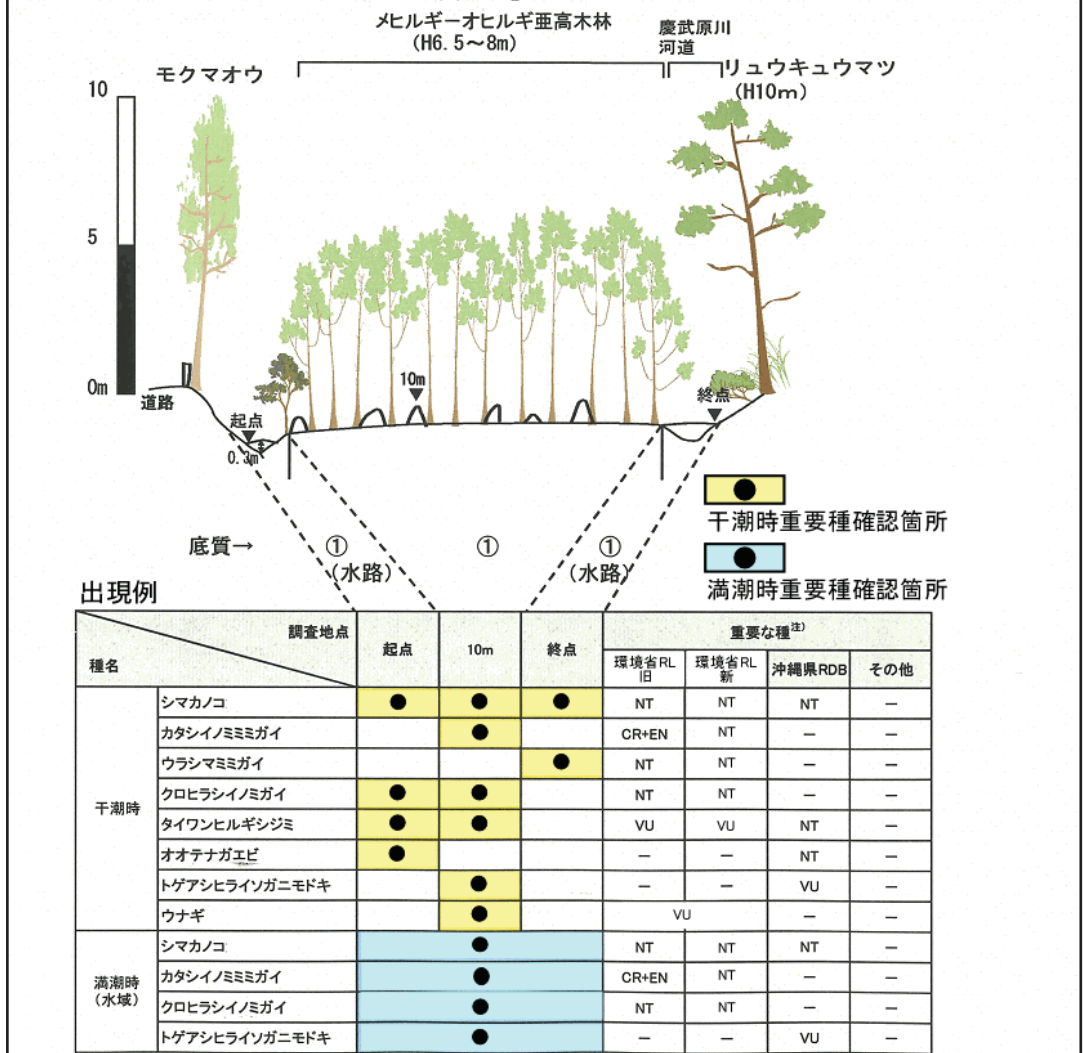 メヒルギーオヒルギ亜高木林
(H6.5～8m)
慶武原川
河道
モクマオウ
リュウキュウマツ
(H10m)
10
5
0m
道路
起点
0.3m
10m
終点
干潮時重要種確認箇所
満潮時重要種確認箇所
底質→
①
(水路)
①
①
(水路)
出現例
調査地点
種名
起点
10m
終点
重要な種注)
環境省RL
旧
環境省RL
新
沖縄県RDB
その他
干潮時
シマカノコ ● ● ● NT NT NT －
カタシイノミミミガイ ● CR+EN NT － －
ウラシマミミガイ ● NT NT － －
クロヒラシイノミガイ ● ● NT NT － －
タイワンヒルギシジミ ● ● VU VU NT －
オオテナガエビ ● － － NT －
トゲアシヒライソガニモドキ ● － － VU －
ウナギ ● VU － －
満潮時
(水域)
シマカノコ ● NT NT NT －
カタシイノミミミガイ ● CR+EN NT － －
クロヒラシイノミガイ ● NT NT － －
トゲアシヒライソガニモドキ ● － － VU －